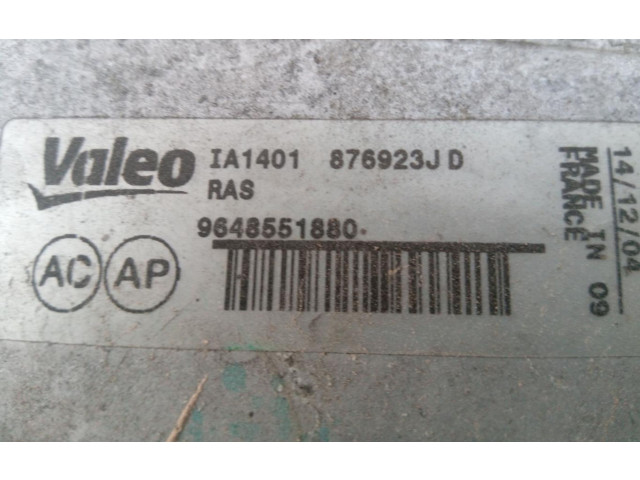 Valeo
IA1401 876923J D
RAS
9648551880
AC AP
14/12/04
MADE IN 09
FRANCE